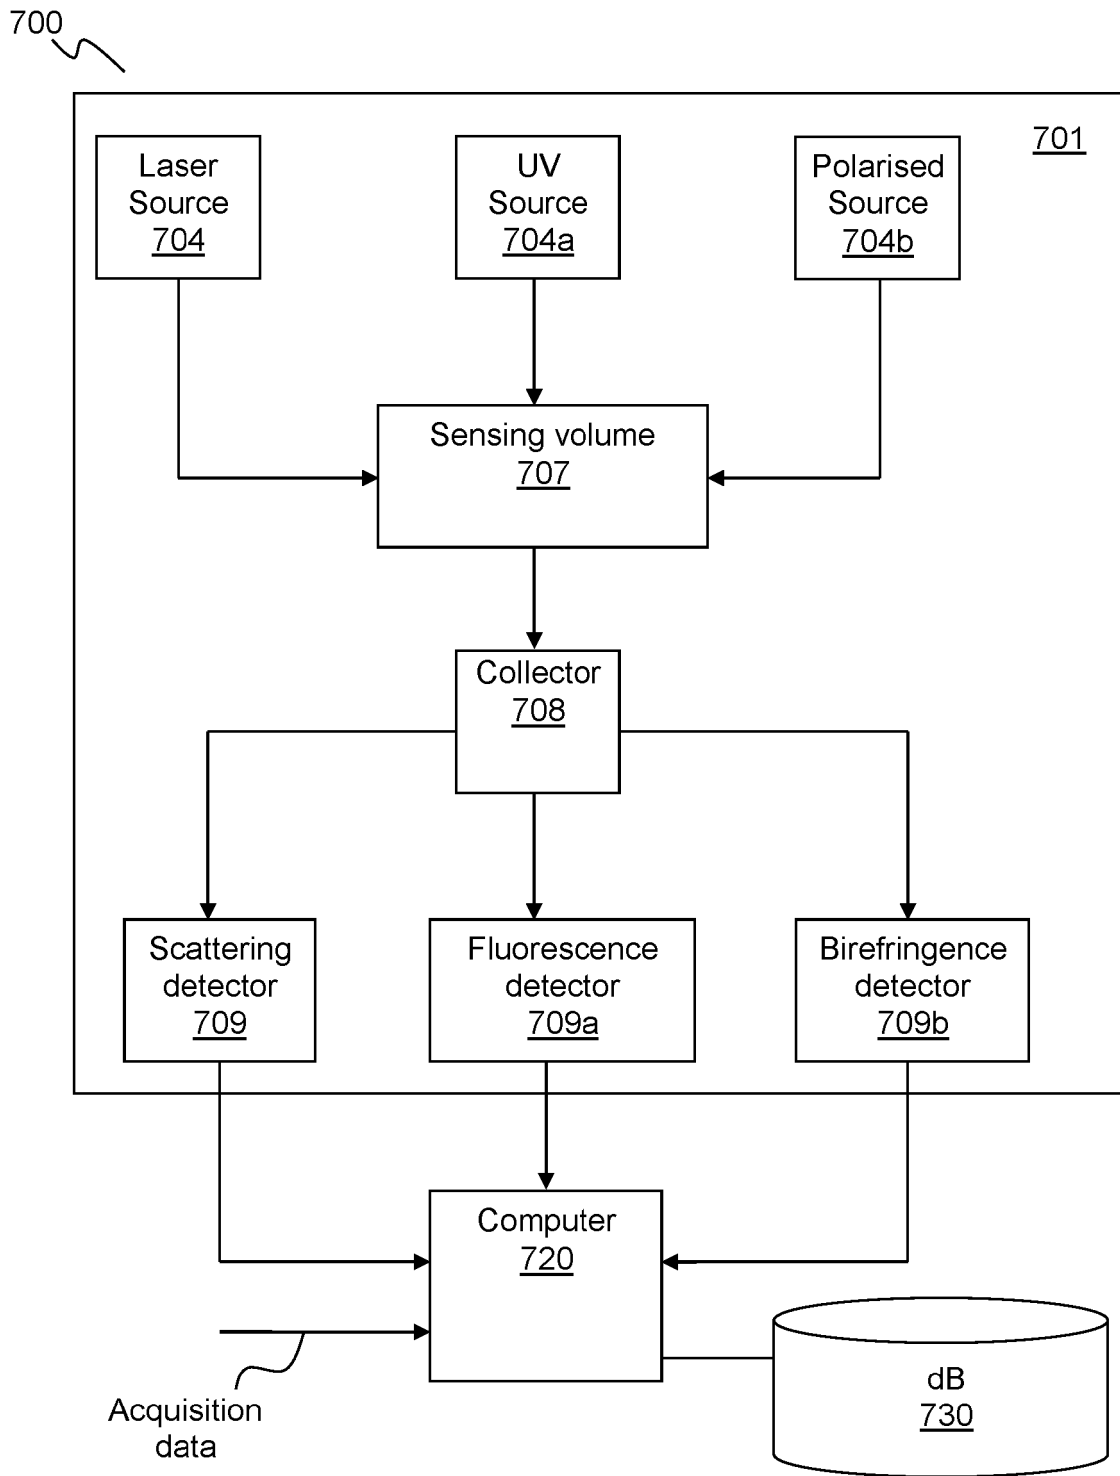 700
701
Laser
Source
704
UV
Source
704a
Polarised
Source
704b
Sensing volume
707
Collector
708
Scattering
detector
709
Fluorescence
detector
709a
Birefringence
detector
709b
Computer
720
Acquisition
data
dB
730